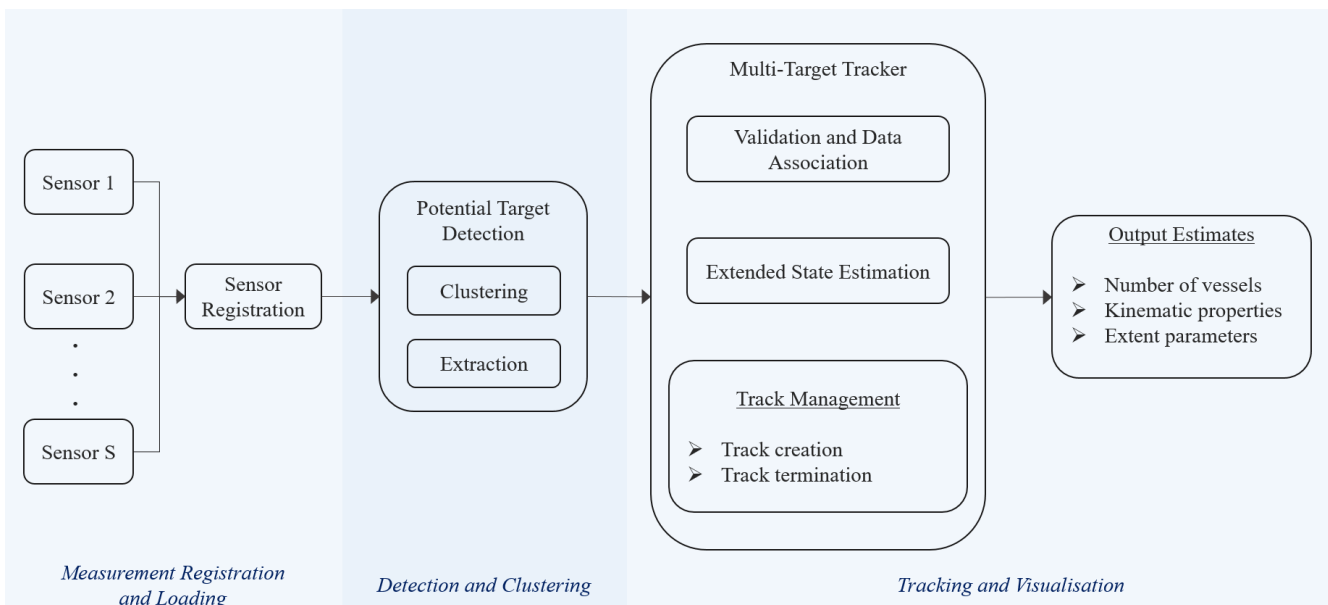 Sensor 1
Sensor 2
Sensor S
Sensor
Registration
Measurement Registration
and Loading
Potential Target
Detection
Clustering
Extraction
Detection and Clustering
Multi-Target Tracker
Validation and Data
Association
Extended State Estimation
Track Management
➢ Track creation
➢ Track termination
Output Estimates
➢ Number of vessels
➢ Kinematic properties
➢ Extent parameters
Tracking and Visualisation